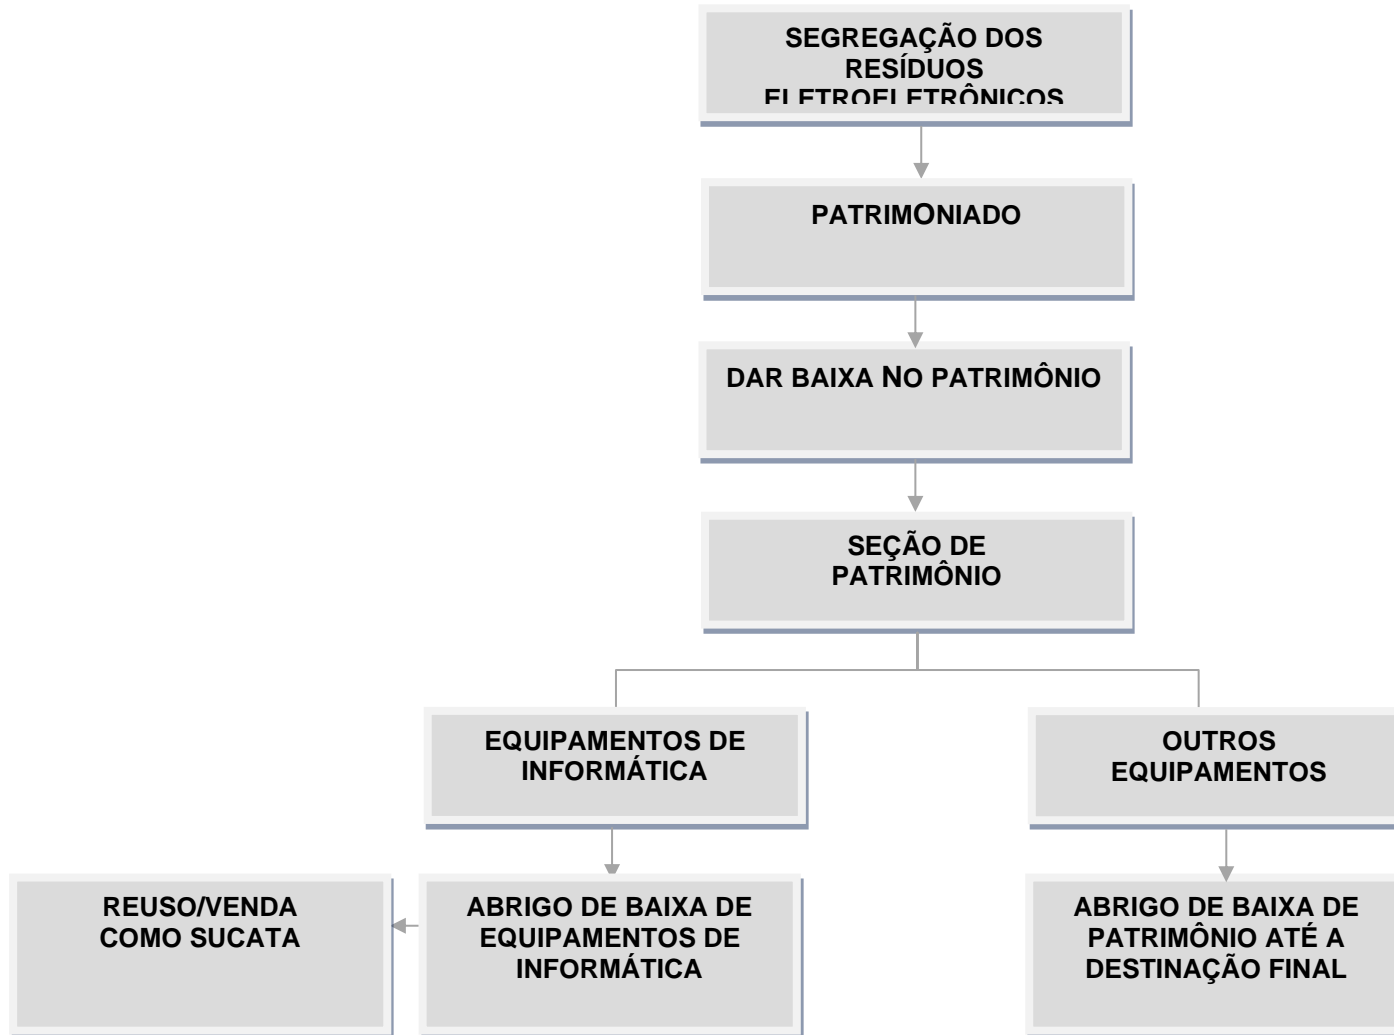 SEGREGAÇÃO DOS
RESÍDUOS
ELETROELETRÔNICOS
PATRIMONIADO
DAR BAIXA NO PATRIMÔNIO
SEÇÃO DE
PATRIMÔNIO
EQUIPAMENTOS DE
INFORMÁTICA
OUTROS
EQUIPAMENTOS
REUSO/VENDA
COMO SUCATA
ABRIGO DE BAIXA DE
EQUIPAMENTOS DE
INFORMÁTICA
ABRIGO DE BAIXA DE
PATRIMÔNIO ATÉ A
DESTINAÇÃO FINAL